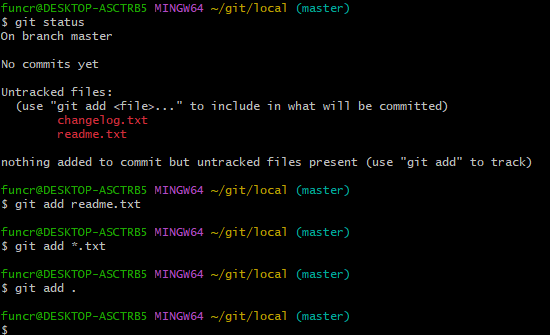 funcr@DESKTOP-ASCTRB5 MINGW64 ~/git/local (master)
$ git status
On branch master

No commits yet

Untracked files:
  (use "git add <file>..." to include in what will be committed)
        changelog.txt
        readme.txt

nothing added to commit but untracked files present (use "git add" to track)

funcr@DESKTOP-ASCTRB5 MINGW64 ~/git/local (master)
$ git add readme.txt

funcr@DESKTOP-ASCTRB5 MINGW64 ~/git/local (master)
$ git add *.txt

funcr@DESKTOP-ASCTRB5 MINGW64 ~/git/local (master)
$ git add .

funcr@DESKTOP-ASCTRB5 MINGW64 ~/git/local (master)
$